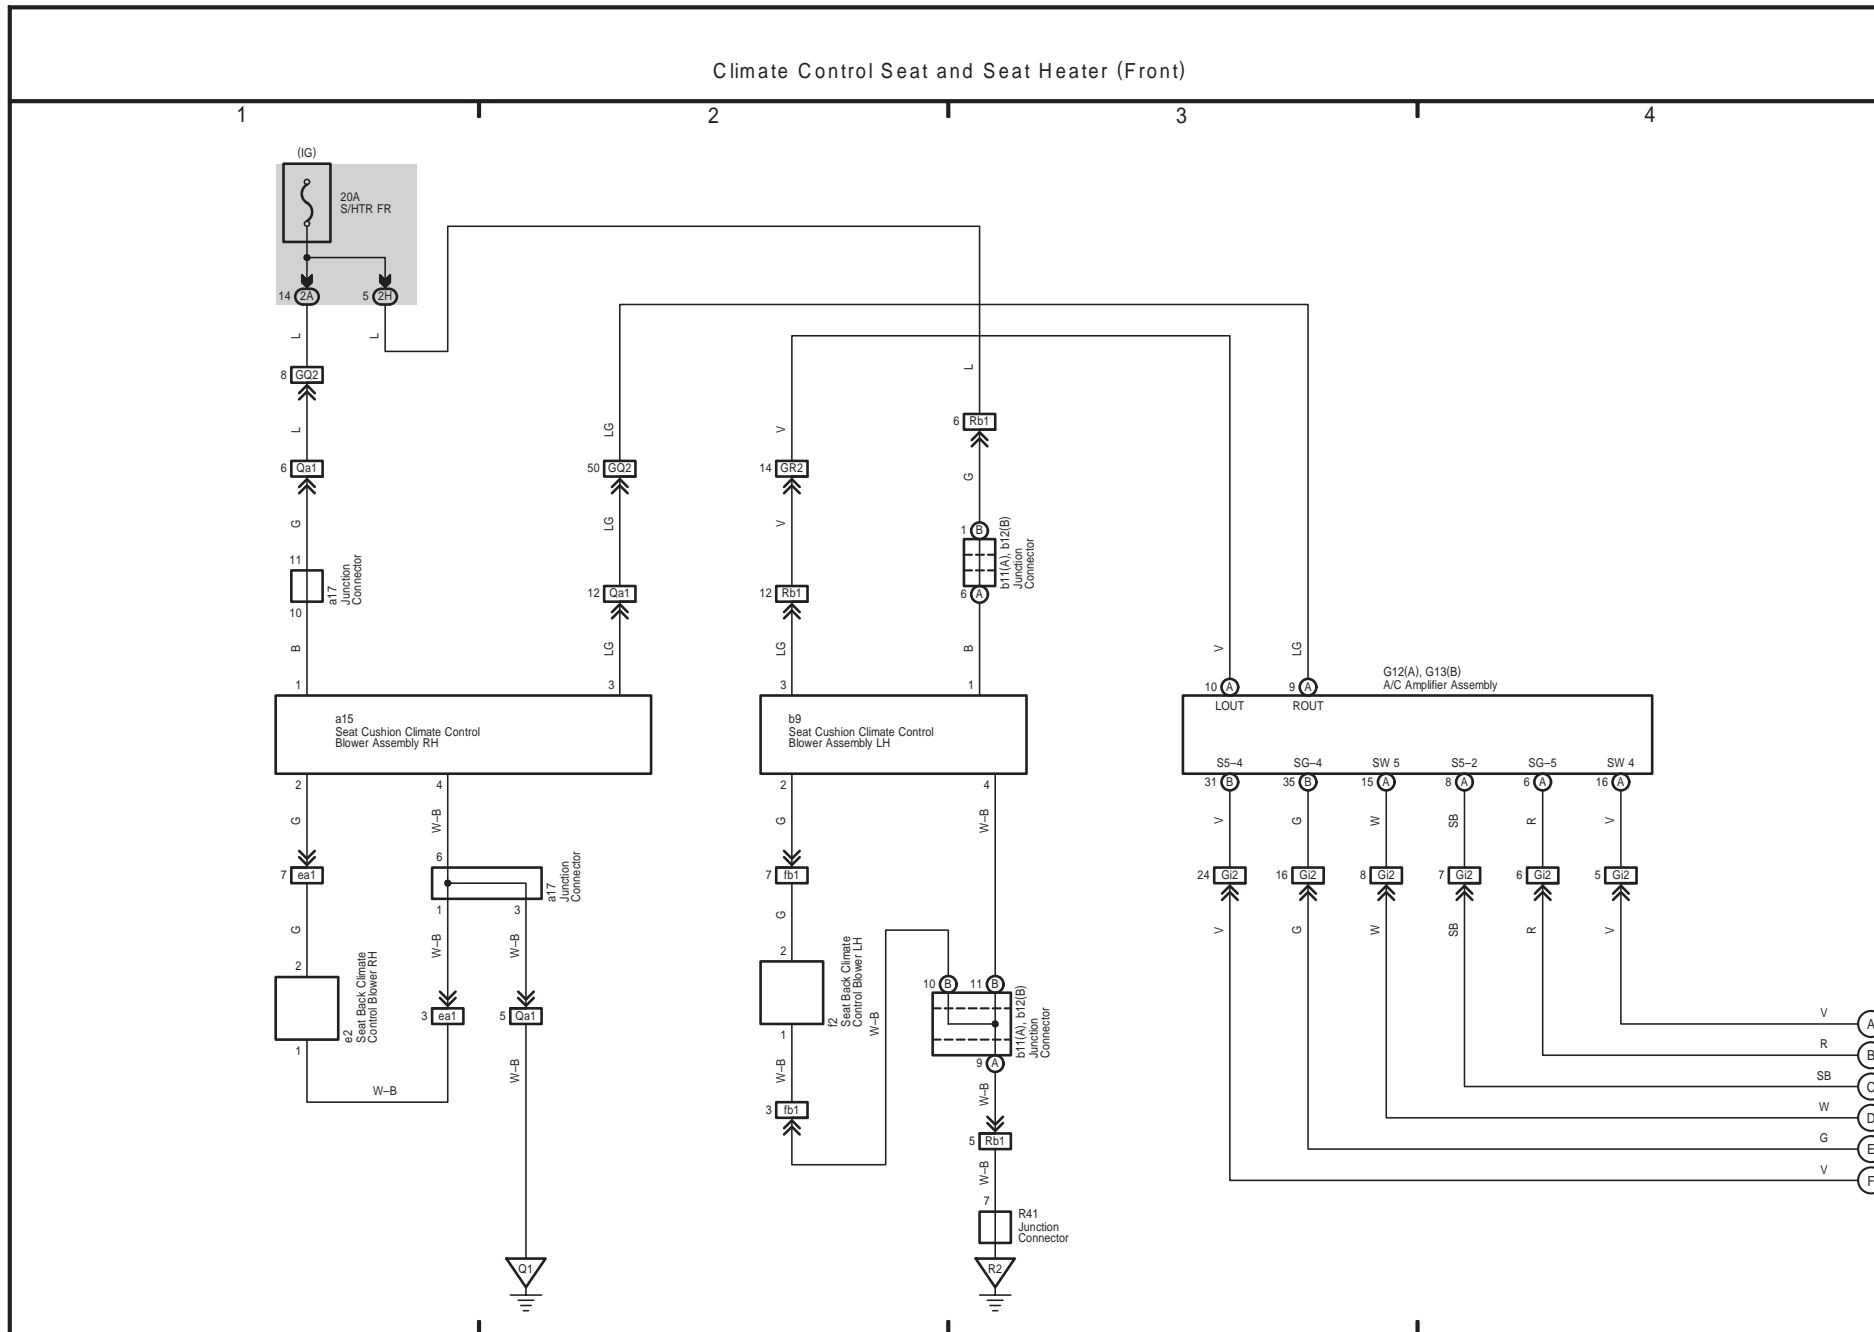 Climate Control Seat and Seat Heater (Front)
1
2
3
4
(IG)
20A
S/HTR FR
14
2A
5
2H
L
L
8
GQ2
L
L
6
Rb1
LG
V
6
Qa1
50
GQ2
14
GR2
G
G
LG
V
1
B
b11(A), b12(B)
Junction
Connector
6
A
11
a17
Junction
Connector
10
12
Qa1
12
Rb1
B
LG
LG
B
V
LG
1
3
3
1
10
A
9
A
G12(A), G13(B)
A/C Amplifier Assembly
LOUT
ROUT
a15
Seat Cushion Climate Control
Blower Assembly RH
b9
Seat Cushion Climate Control
Blower Assembly LH
S5–4
SG–4
SW 5
S5–2
SG–5
SW 4
2
4
2
4
31
B
35
B
15
A
8
A
6
A
16
A
G
W–B
G
W–B
V
G
W
SB
R
V
6
a17
Junction
Connector
7
ea1
7
fb1
24
Gi2
16
Gi2
8
Gi2
7
Gi2
6
Gi2
5
Gi2
1
3
G
W–B
W–B
G
V
G
W
SB
R
V
2
e2
Seat Back Climate
Control Blower RH
1
2
f2
Seat Back Climate
Control Blower LH
1
W–B
10
B
11
B
b11(A), b12(B)
Junction
Connector
9
A
3
ea1
5
Qa1
W–B
W–B
W–B
W–B
3
fb1
5
Rb1
W–B
7
R41
Junction
Connector
Q1
R2
V
A
R
B
SB
C
W
D
G
E
V
F